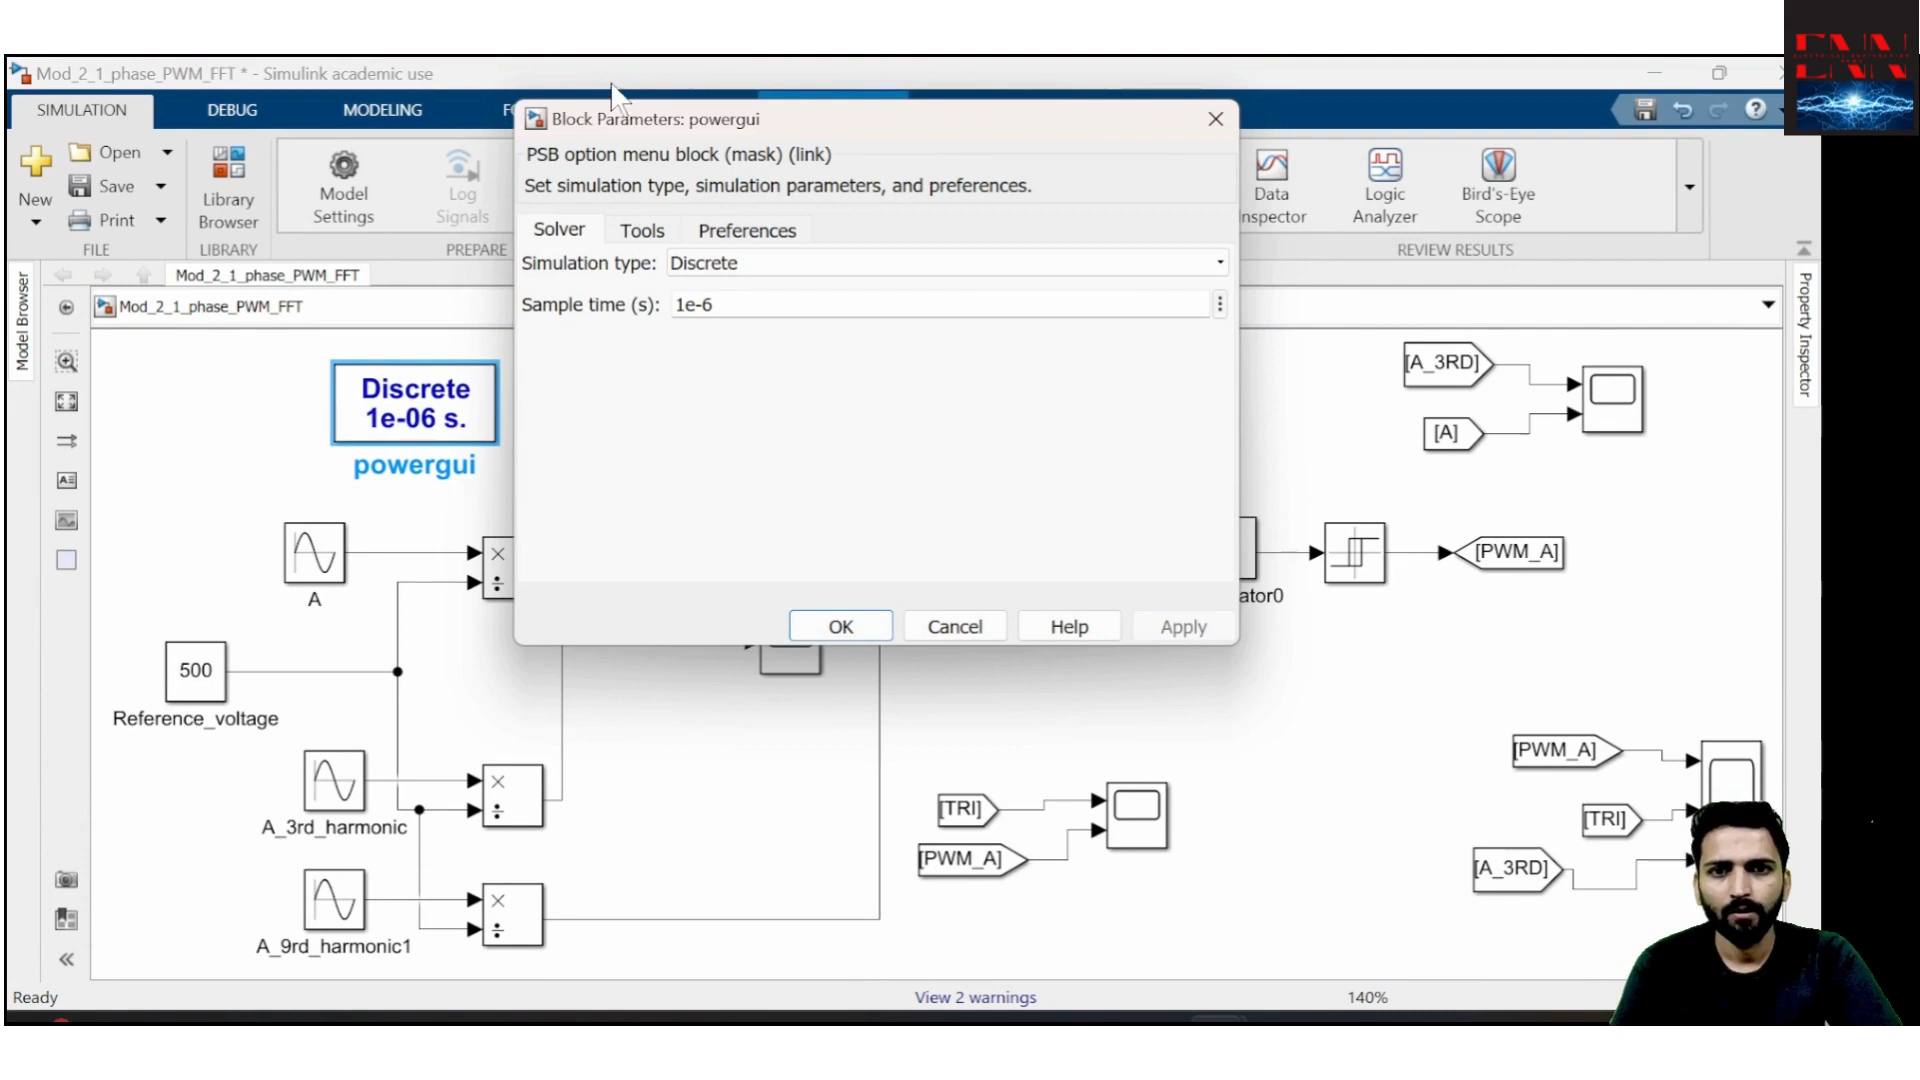 ENN
Mod_2_1_phase_PWM_FFT * - Simulink academic use
SIMULATION
DEBUG
MODELING
Block Parameters: powergui
PSB option menu block (mask) (link)
Set simulation type, simulation parameters, and preferences.
Solver
Tools
Preferences
Simulation type:
Discrete
Sample time (s):
1e-6
OK
Cancel
Help
Apply
New
Open
Save
Print
FILE
Library
Browser
LIBRARY
Model
Settings
Log
Signals
PREPARE
Data
Inspector
Logic
Analyzer
Bird's-Eye
Scope
REVIEW RESULTS
Model Browser
Property Inspector
Mod_2_1_phase_PWM_FFT
Mod_2_1_phase_PWM_FFT
Discrete
1e-06 s.
powergui
A
500
Reference_voltage
A_3rd_harmonic
A_9rd_harmonic1
×
÷
×
÷
×
÷
[A_3RD]
[A]
[PWM_A]
ator0
[TRI]
[PWM_A]
[PWM_A]
[TRI]
[A_3RD]
Ready
View 2 warnings
140%